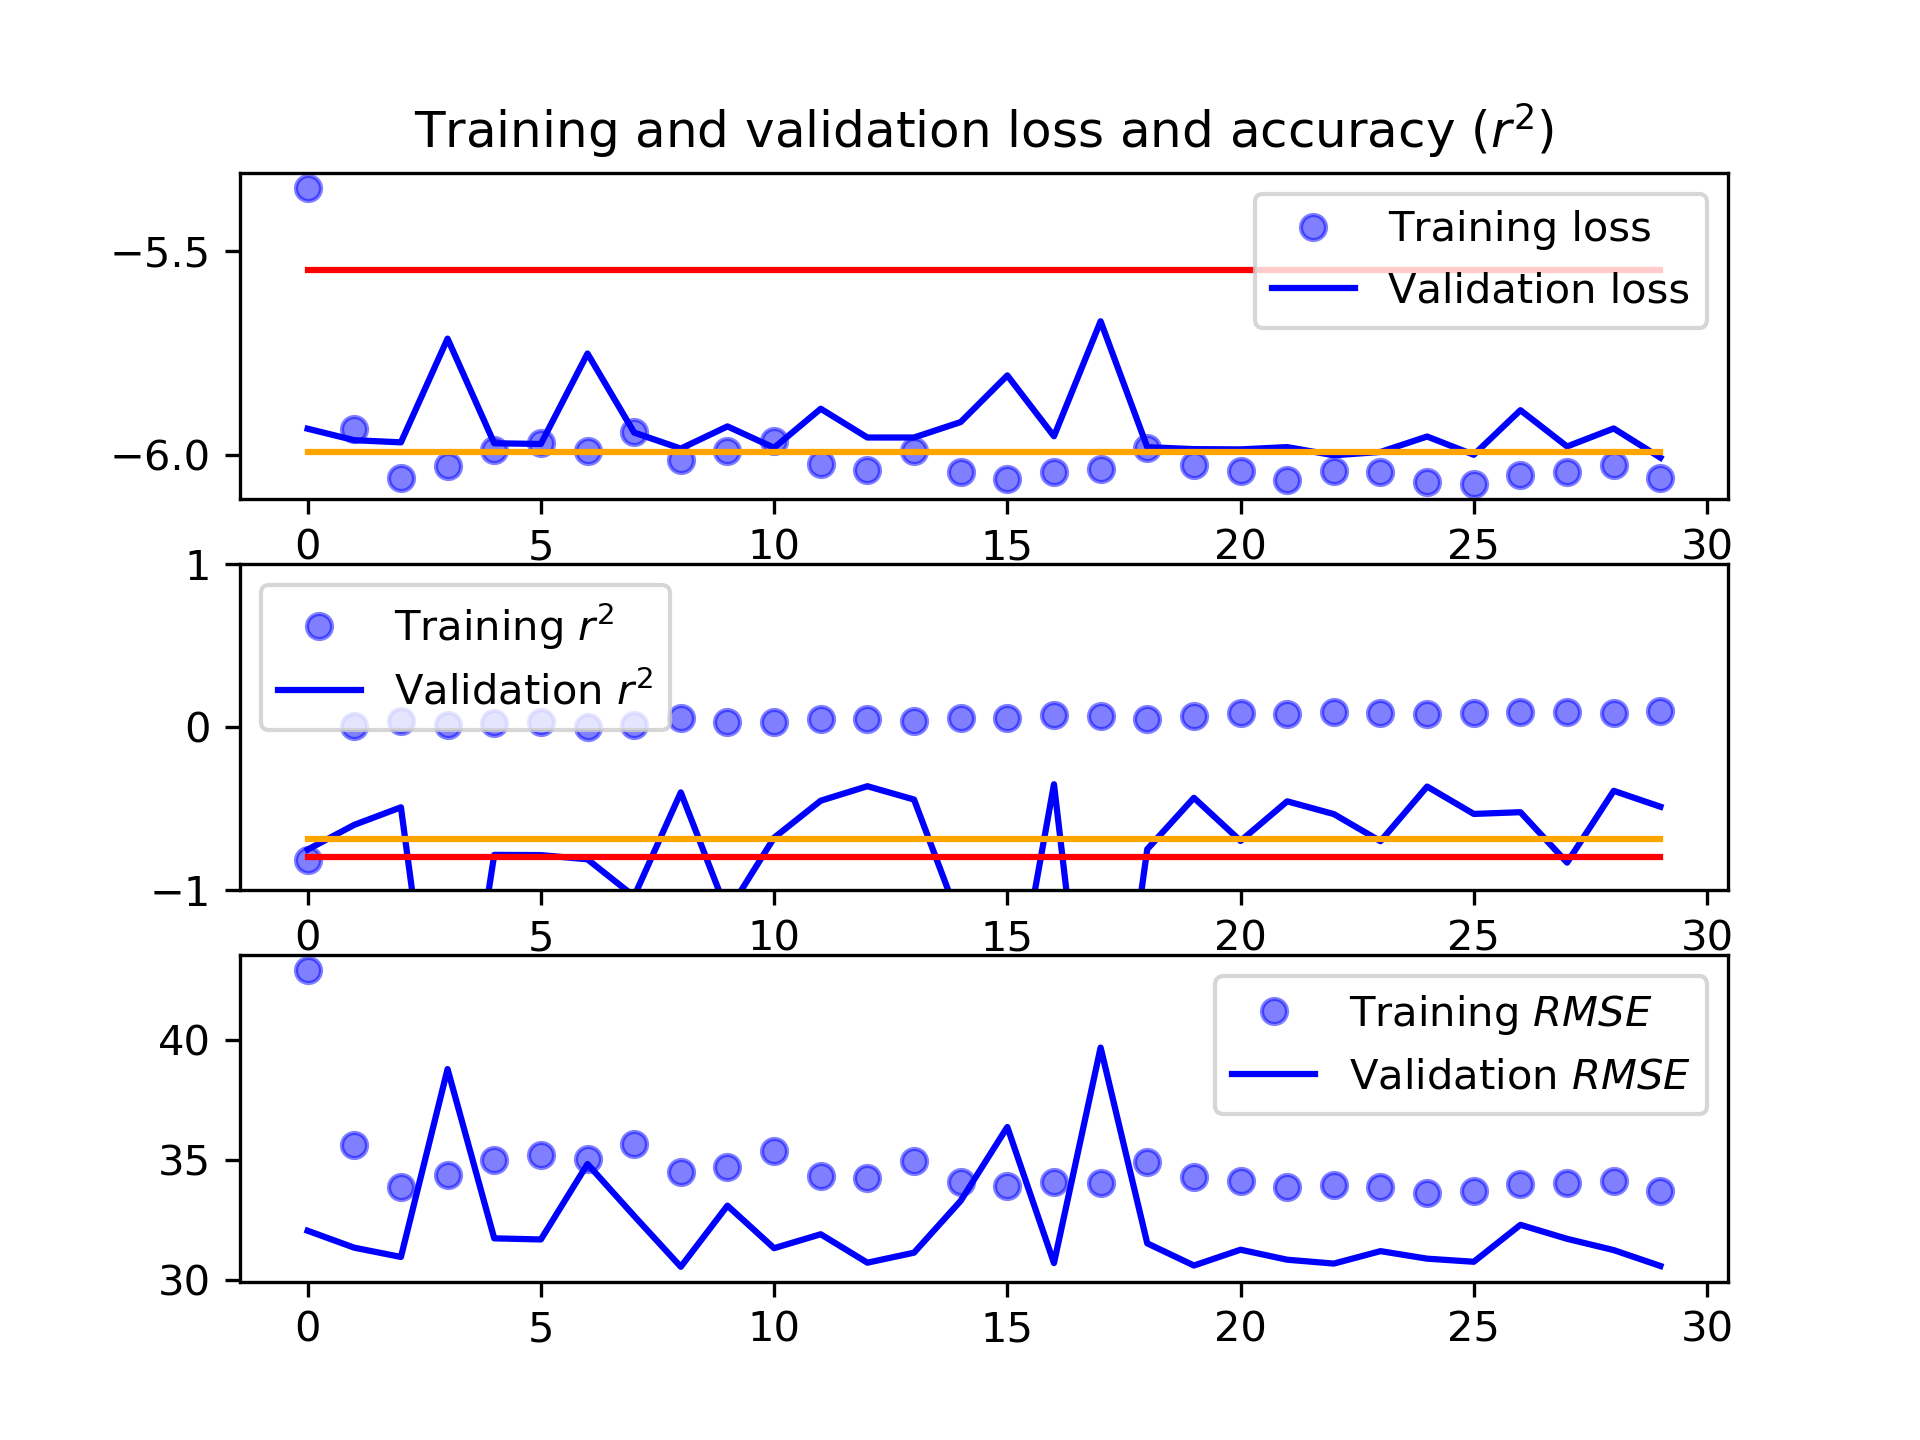 Training and validation loss and accuracy (r²)
−5.5
−6.0
Training loss
Validation loss
0 5 10 15 20 25 30
1
0
−1
Training r²
Validation r²
0 5 10 15 20 25 30
40
35
30
Training RMSE
Validation RMSE
0 5 10 15 20 25 30